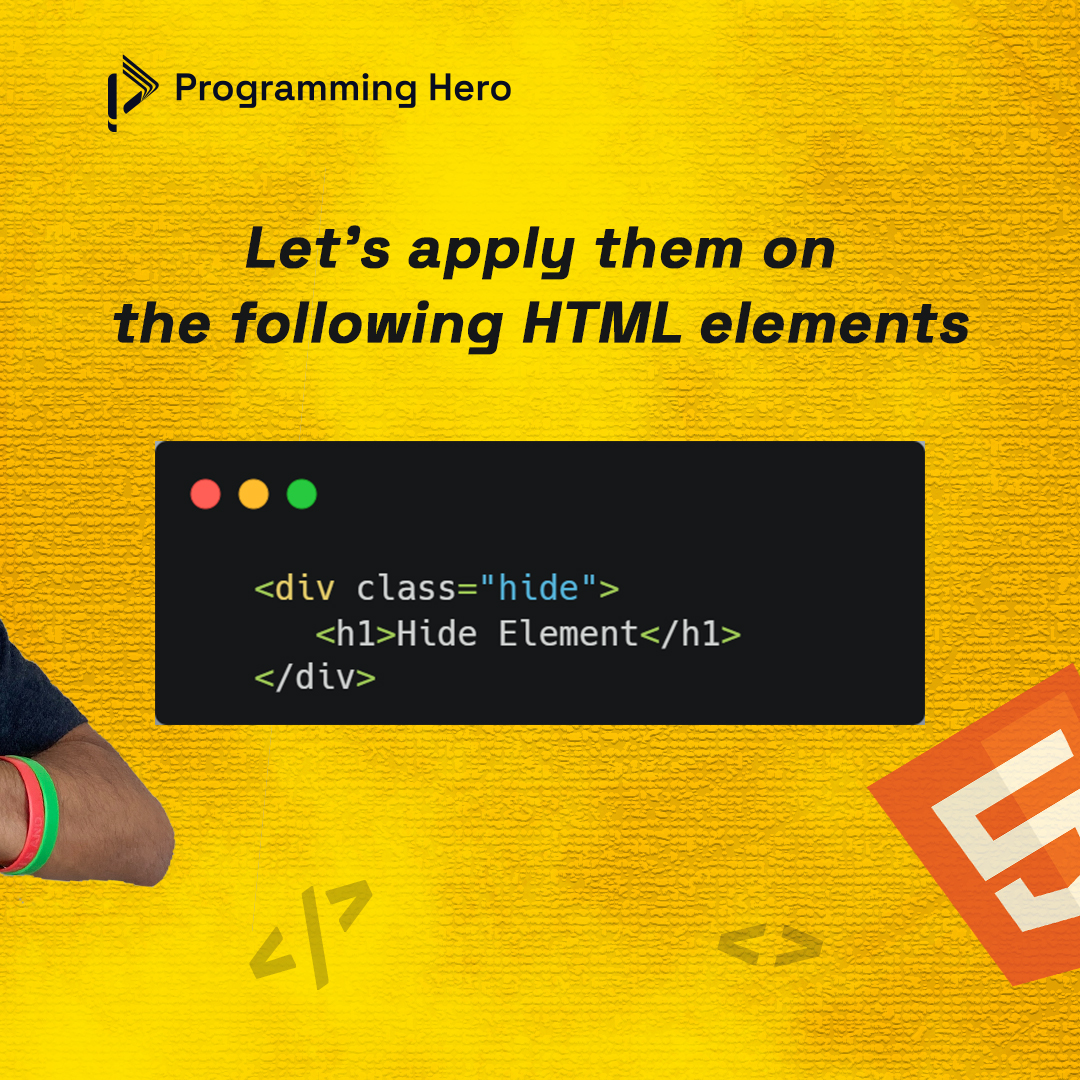 Programming Hero
Let's apply them on
the following HTML elements
<div class="hide">
<h1>Hide Element</h1>
</div>
</>
<>